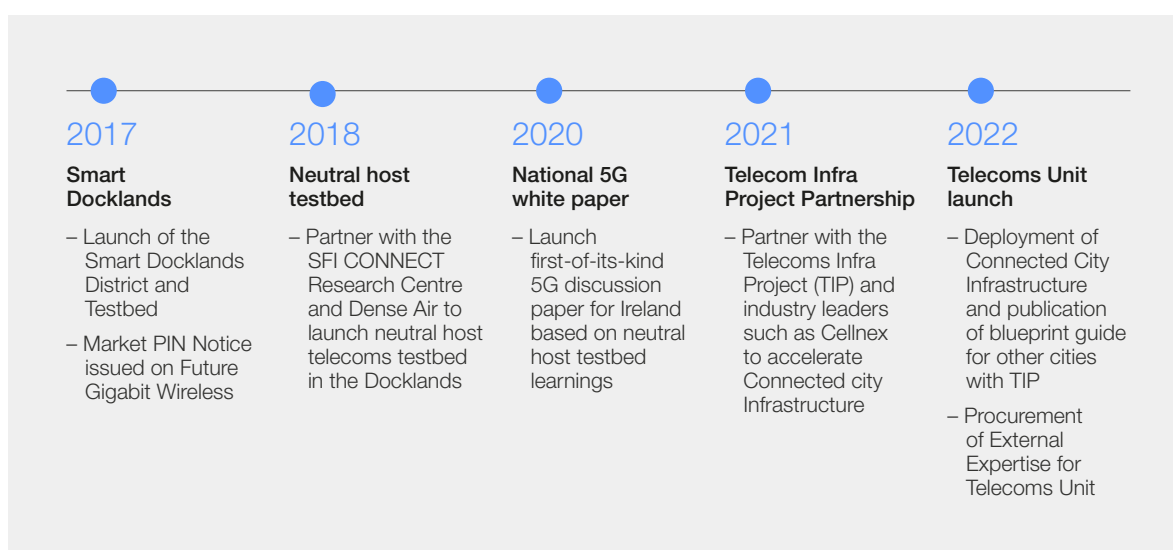 2017
Smart
Docklands
– Launch of the
Smart Docklands
District and
Testbed
– Market PIN Notice
issued on Future
Gigabit Wireless
2018
Neutral host
testbed
– Partner with the
SFI CONNECT
Research Centre
and Dense Air to
launch neutral host
telecoms testbed
in the Docklands
2020
National 5G
white paper
– Launch
first-of-its-kind
5G discussion
paper for Ireland
based on neutral
host testbed
learnings
2021
Telecom Infra
Project Partnership
– Partner with the
Telecoms Infra
Project (TIP) and
industry leaders
such as Cellnex
to accelerate
Connected city
Infrastructure
2022
Telecoms Unit
launch
– Deployment of
Connected City
Infrastructure
and publication
of blueprint guide
for other cities
with TIP
– Procurement
of External
Expertise for
Telecoms Unit